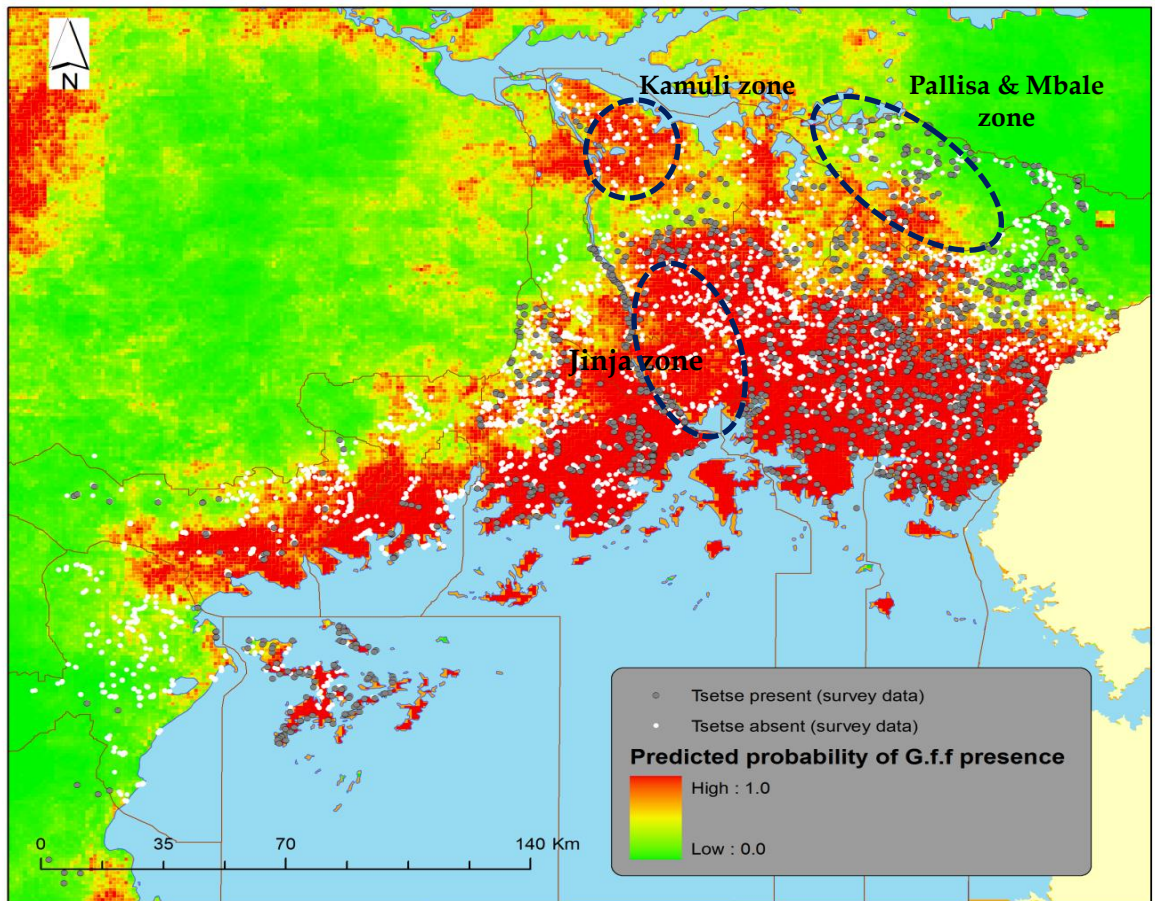 N
Kamuli zone
Pallisa & Mbale
zone
Jinja zone
Tsetse present (survey data)
Tsetse absent (survey data)
Predicted probability of G.f.f presence
High : 1.0
Low : 0.0
0 35 70 140 Km